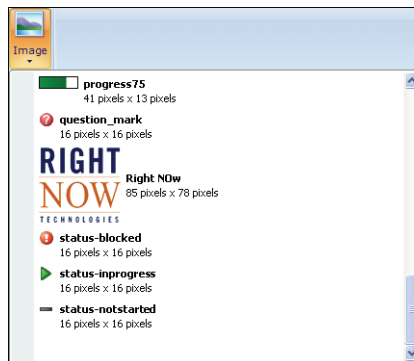 Image
progress75
41 pixels x 13 pixels
question_mark
16 pixels x 16 pixels
RIGHT
NOW
TECHNOLOGIES
Right NOw
85 pixels x 78 pixels
status-blocked
16 pixels x 16 pixels
status-inprogress
16 pixels x 16 pixels
status-notstarted
16 pixels x 16 pixels